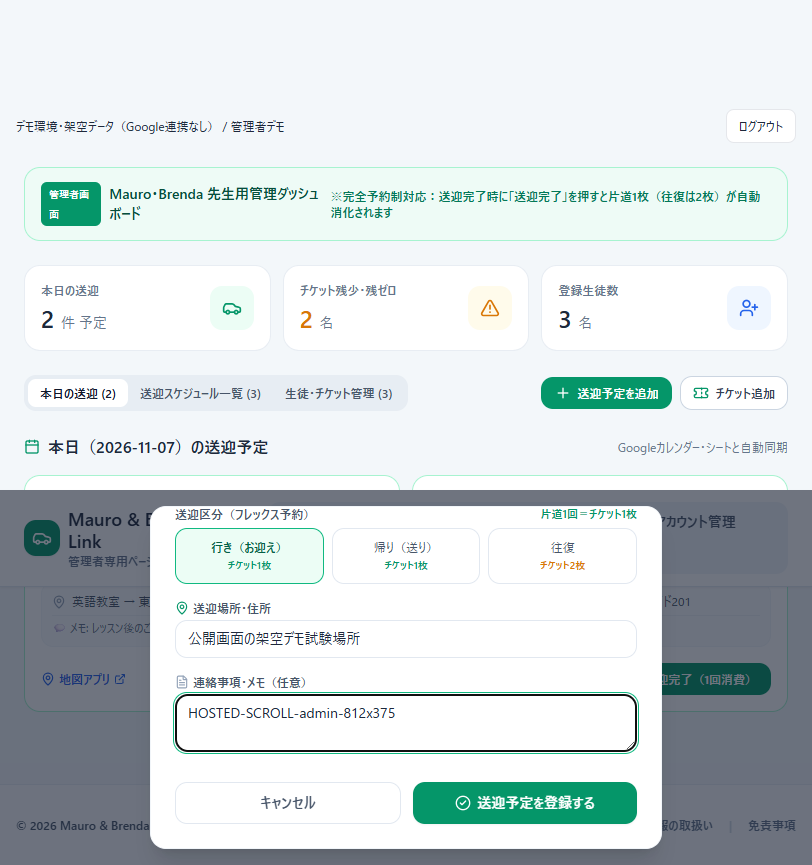 デモ環境・架空データ（Google連携なし） / 管理者デモ
ログアウト
管理者画
面
Mauro・Brenda 先生用管理ダッシュ
ボード
※完全予約制対応：送迎完了時に「送迎完了」を押すと片道1枚（往復は2枚）が自動
消化されます
本日の送迎
2 件 予定
チケット残少・残ゼロ
2 名
登録生徒数
3 名
本日の送迎 (2)
送迎スケジュール一覧 (3)
生徒・チケット管理 (3)
送迎予定を追加
チケット追加
本日（2026-11-07）の送迎予定
Googleカレンダー・シートと自動同期
Mauro & B
Link
管理者専用ペー
アカウント管理
送迎区分（フレックス予約）
片道1回＝チケット1枚
行き（お迎え）
チケット1枚
帰り（送り）
チケット1枚
往復
チケット2枚
英語教室 ー 東
ド201
メモ: レッスン後のご
送迎場所・住所
公開画面の架空デモ試験場所
地図アプリ
迎完了（1回消費）
連絡事項・メモ（任意）
HOSTED-SCROLL-admin-812x375
キャンセル
送迎予定を登録する
© 2026 Mauro & Brenda
報の取扱い
|
免責事項